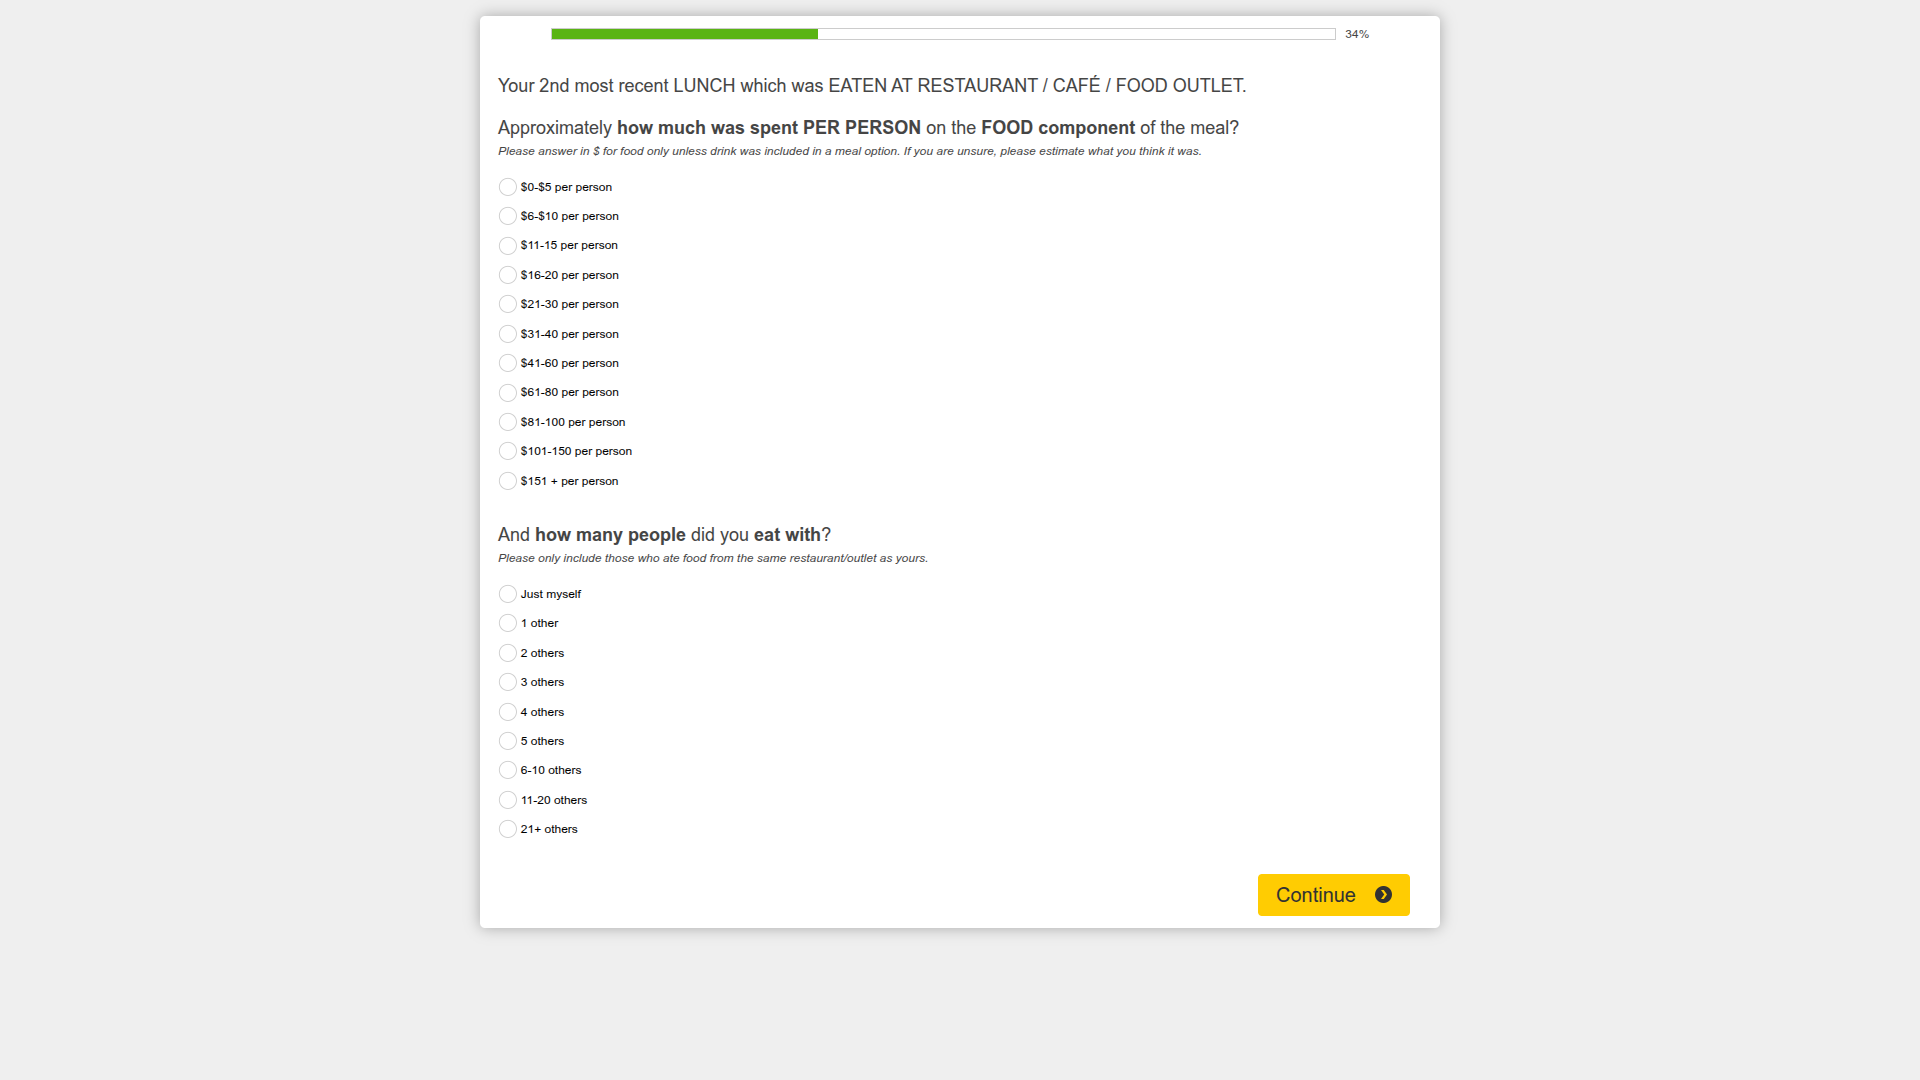 34%
Your 2nd most recent LUNCH which was EATEN AT RESTAURANT / CAFÉ / FOOD OUTLET.
Approximately how much was spent PER PERSON on the FOOD component of the meal?
Please answer in $ for food only unless drink was included in a meal option. If you are unsure, please estimate what you think it was.
$0-$5 per person
$6-$10 per person
$11-15 per person
$16-20 per person
$21-30 per person
$31-40 per person
$41-60 per person
$61-80 per person
$81-100 per person
$101-150 per person
$151 + per person
And how many people did you eat with?
Please only include those who ate food from the same restaurant/outlet as yours.
Just myself
1 other
2 others
3 others
4 others
5 others
6-10 others
11-20 others
21+ others
Continue